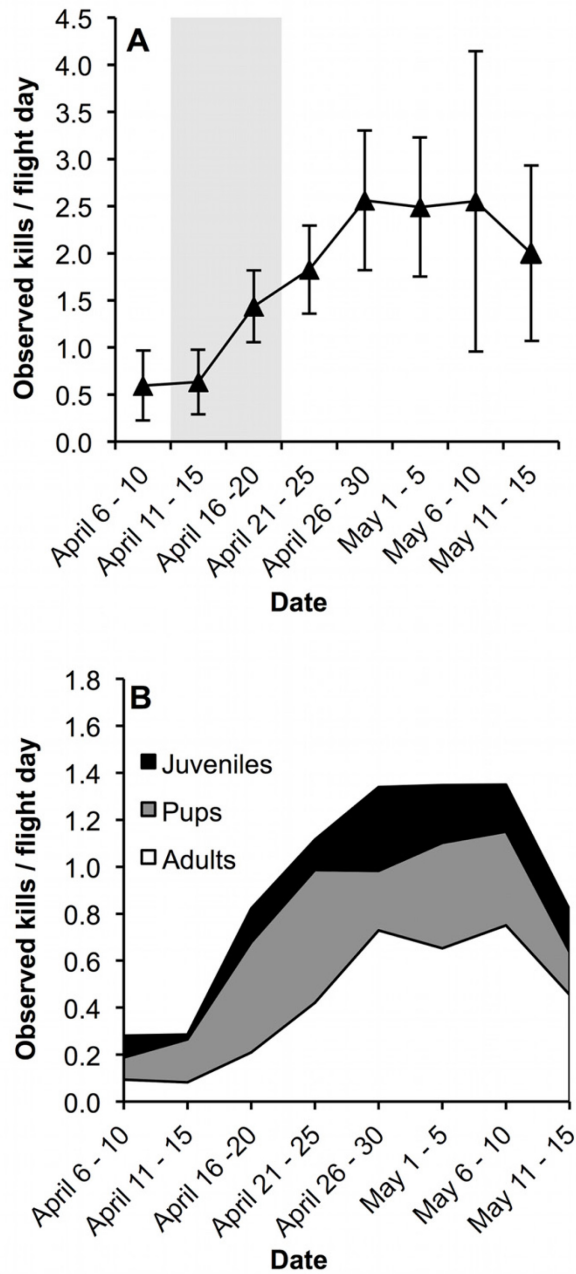 A
Observed kills / flight day
4.5
4.0
3.5
3.0
2.5
2.0
1.5
1.0
0.5
0.0
April 6 - 10
April 11 - 15
April 16 -20
April 21 - 25
April 26 - 30
May 1 - 5
May 6 - 10
May 11 - 15
Date
B
Observed kills / flight day
1.8
1.6
1.4
1.2
1.0
0.8
0.6
0.4
0.2
0.0
Juveniles
Pups
Adults
April 6 - 10
April 11 - 15
April 16 -20
April 21 - 25
April 26 - 30
May 1 - 5
May 6 - 10
May 11 - 15
Date